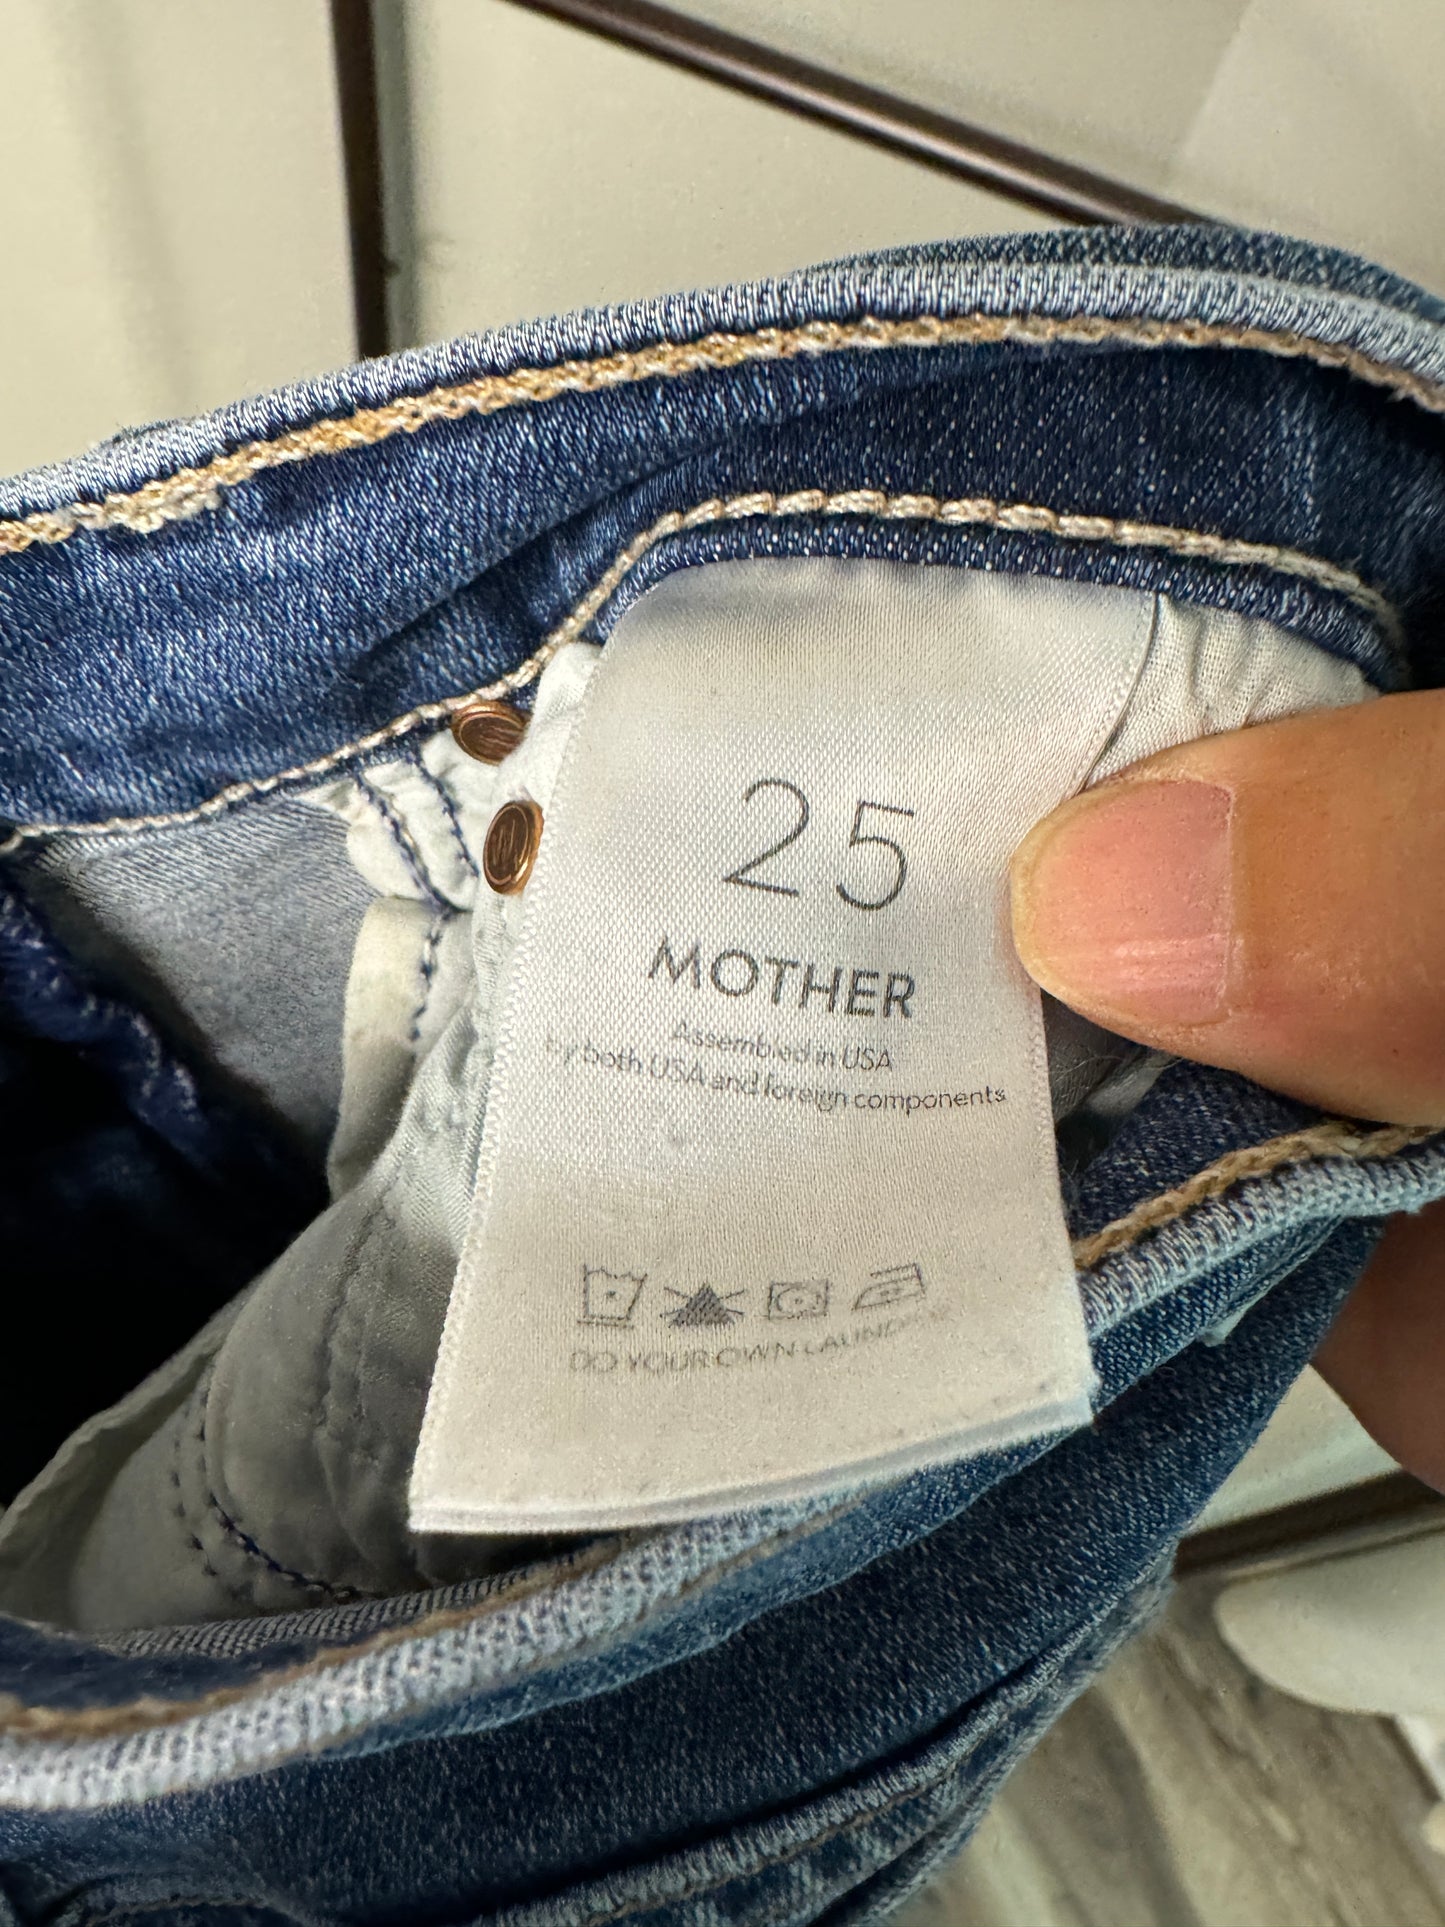 25
MOTHER
Assembled in USA
by both USA and foreign components
DO YOUR OWN LAUNDRY